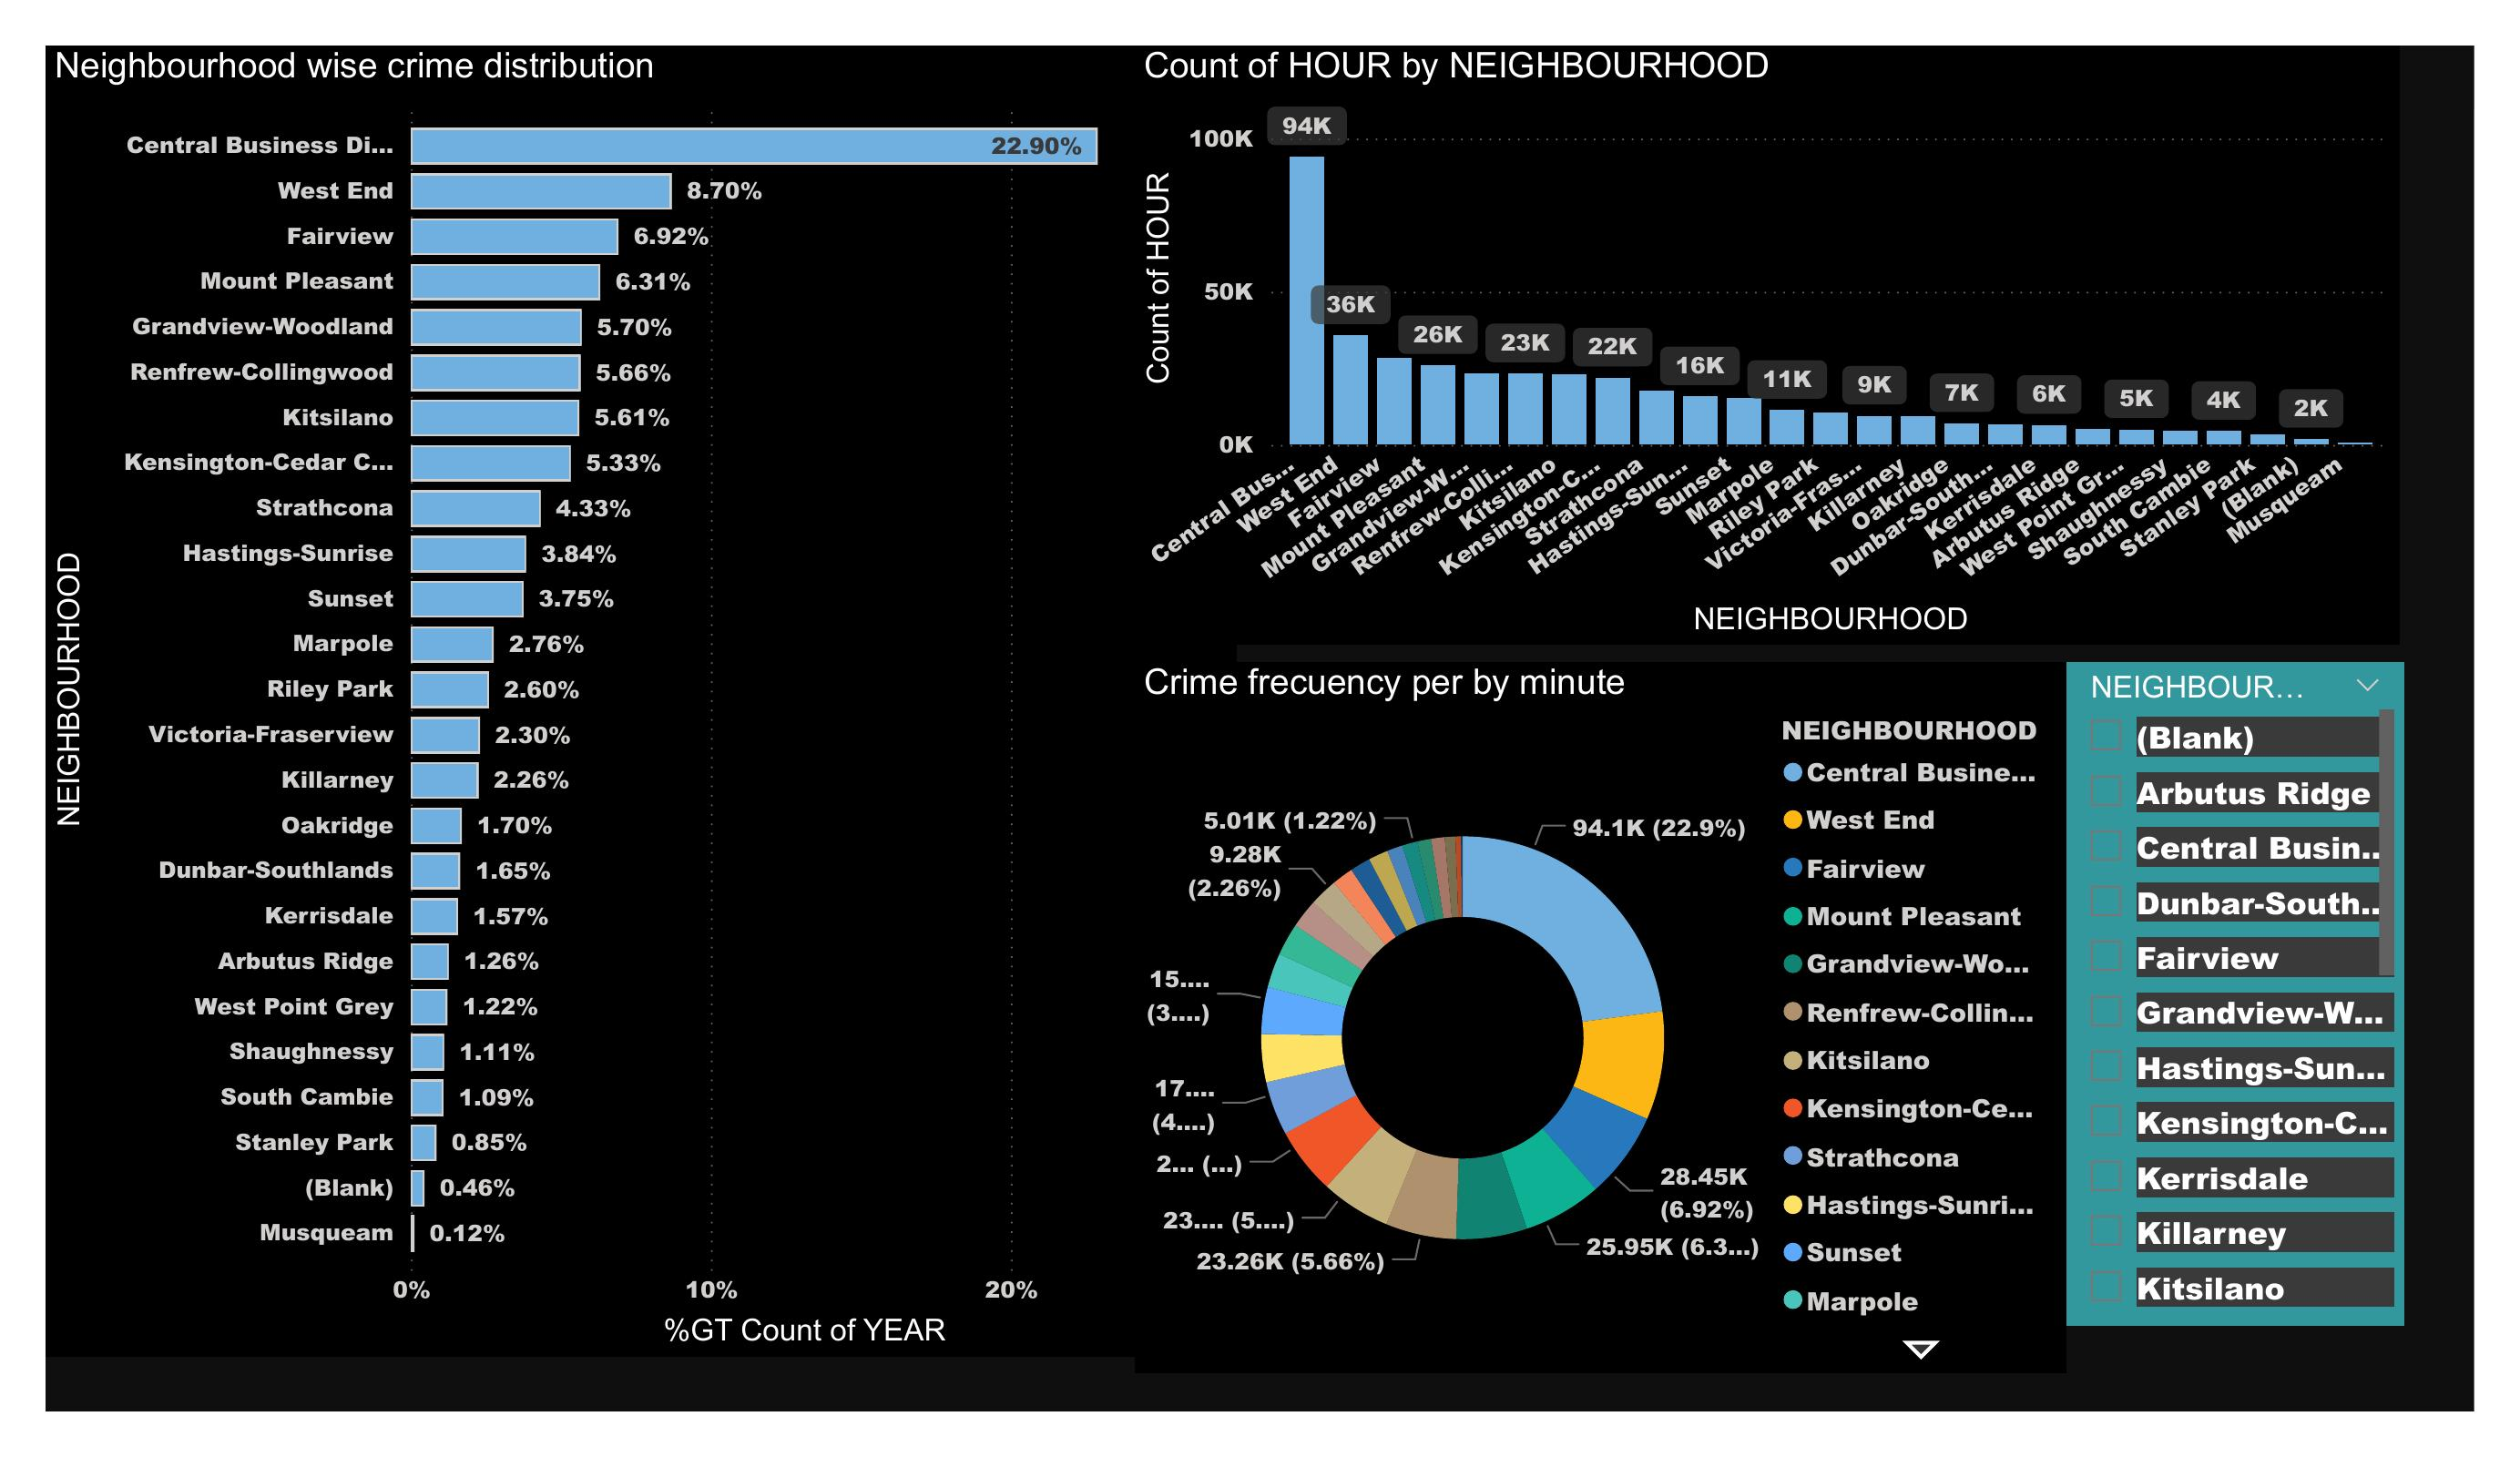 Neighbourhood wise crime distribution
NEIGHBOURHOOD
Central Business Di... 22.90%
West End 8.70%
Fairview 6.92%
Mount Pleasant 6.31%
Grandview-Woodland 5.70%
Renfrew-Collingwood 5.66%
Kitsilano 5.61%
Kensington-Cedar C... 5.33%
Strathcona 4.33%
Hastings-Sunrise 3.84%
Sunset 3.75%
Marpole 2.76%
Riley Park 2.60%
Victoria-Fraserview 2.30%
Killarney 2.26%
Oakridge 1.70%
Dunbar-Southlands 1.65%
Kerrisdale 1.57%
Arbutus Ridge 1.26%
West Point Grey 1.22%
Shaughnessy 1.11%
South Cambie 1.09%
Stanley Park 0.85%
(Blank) 0.46%
Musqueam 0.12%
0% 10% 20%
%GT Count of YEAR
Count of HOUR by NEIGHBOURHOOD
Count of HOUR
100K
50K
0K
94K
36K
26K
23K
22K
16K
11K
9K
7K
6K
5K
4K
2K
Central Bus...
West End
Fairview
Mount Pleasant
Grandview-W...
Renfrew-Colli...
Kitsilano
Kensington-C...
Strathcona
Hastings-Sun...
Sunset
Marpole
Riley Park
Victoria-Fras...
Killarney
Oakridge
Dunbar-South...
Kerrisdale
Arbutus Ridge
West Point Gr...
Shaughnessy
South Cambie
Stanley Park
(Blank)
Musqueam
NEIGHBOURHOOD
Crime frecuency per by minute
94.1K (22.9%)
28.45K
(6.92%)
25.95K (6.3...)
23.26K (5.66%)
23.... (5....)
2... (...)
17....
(4....)
15....
(3....)
9.28K
(2.26%)
5.01K (1.22%)
NEIGHBOURHOOD
Central Busine...
West End
Fairview
Mount Pleasant
Grandview-Wo...
Renfrew-Collin...
Kitsilano
Kensington-Ce...
Strathcona
Hastings-Sunri...
Sunset
Marpole
NEIGHBOUR...
(Blank)
Arbutus Ridge
Central Busin..
Dunbar-South..
Fairview
Grandview-W...
Hastings-Sun...
Kensington-C...
Kerrisdale
Killarney
Kitsilano